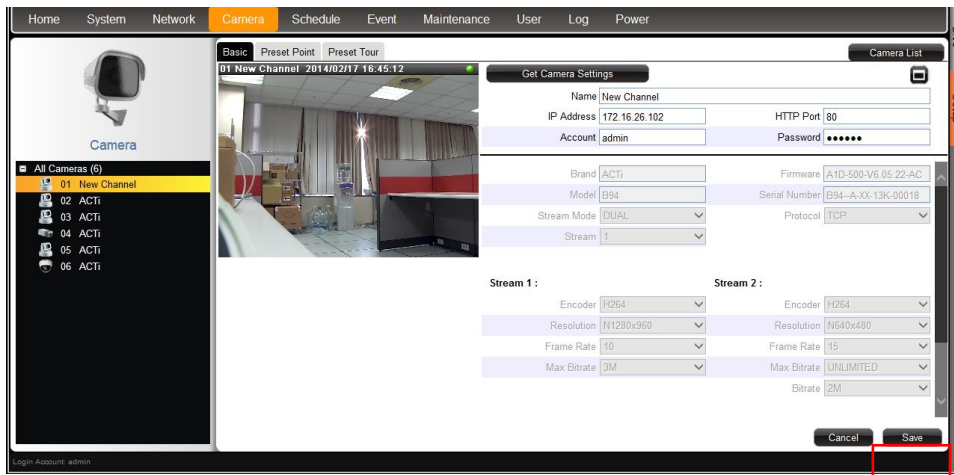 Home System Network Camera Schedule Event Maintenance User Log Power
Basic Preset Point Preset Tour Camera List
01 New Channel 2014/02/17 16:45:12
Get Camera Settings
Name New Channel
IP Address 172.16.26.102 HTTP Port 80
Account admin Password ●●●●●●
Camera
All Cameras (6)
01 New Channel
02 ACTi
03 ACTi
04 ACTi
05 ACTi
06 ACTi
Brand ACTi Firmware A1D-500-V6.05.22-AC
Model B94 Serial Number B94--A-XX-13K-00018
Stream Mode DUAL Protocol TCP
Stream 1
Stream 1 : Stream 2 :
Encoder H264 Encoder H264
Resolution N1280x960 Resolution N640x480
Frame Rate 10 Frame Rate 15
Max Bitrate 3M Max Bitrate UNLIMITED
Bitrate 2M
Cancel Save
Login Account: admin